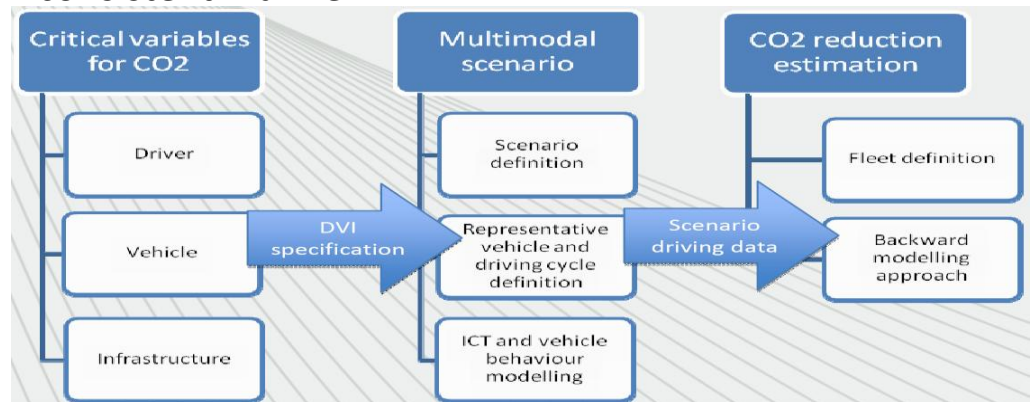 Critical variables
for CO2
Driver
Vehicle
Infrastructure
DVI
specification
Multimodal
scenario
Scenario
definition
Representative
vehicle and
driving cycle
definition
ICT and vehicle
behaviour
modelling
Scenario
driving data
CO2 reduction
estimation
Fleet definition
Backward
modelling
approach